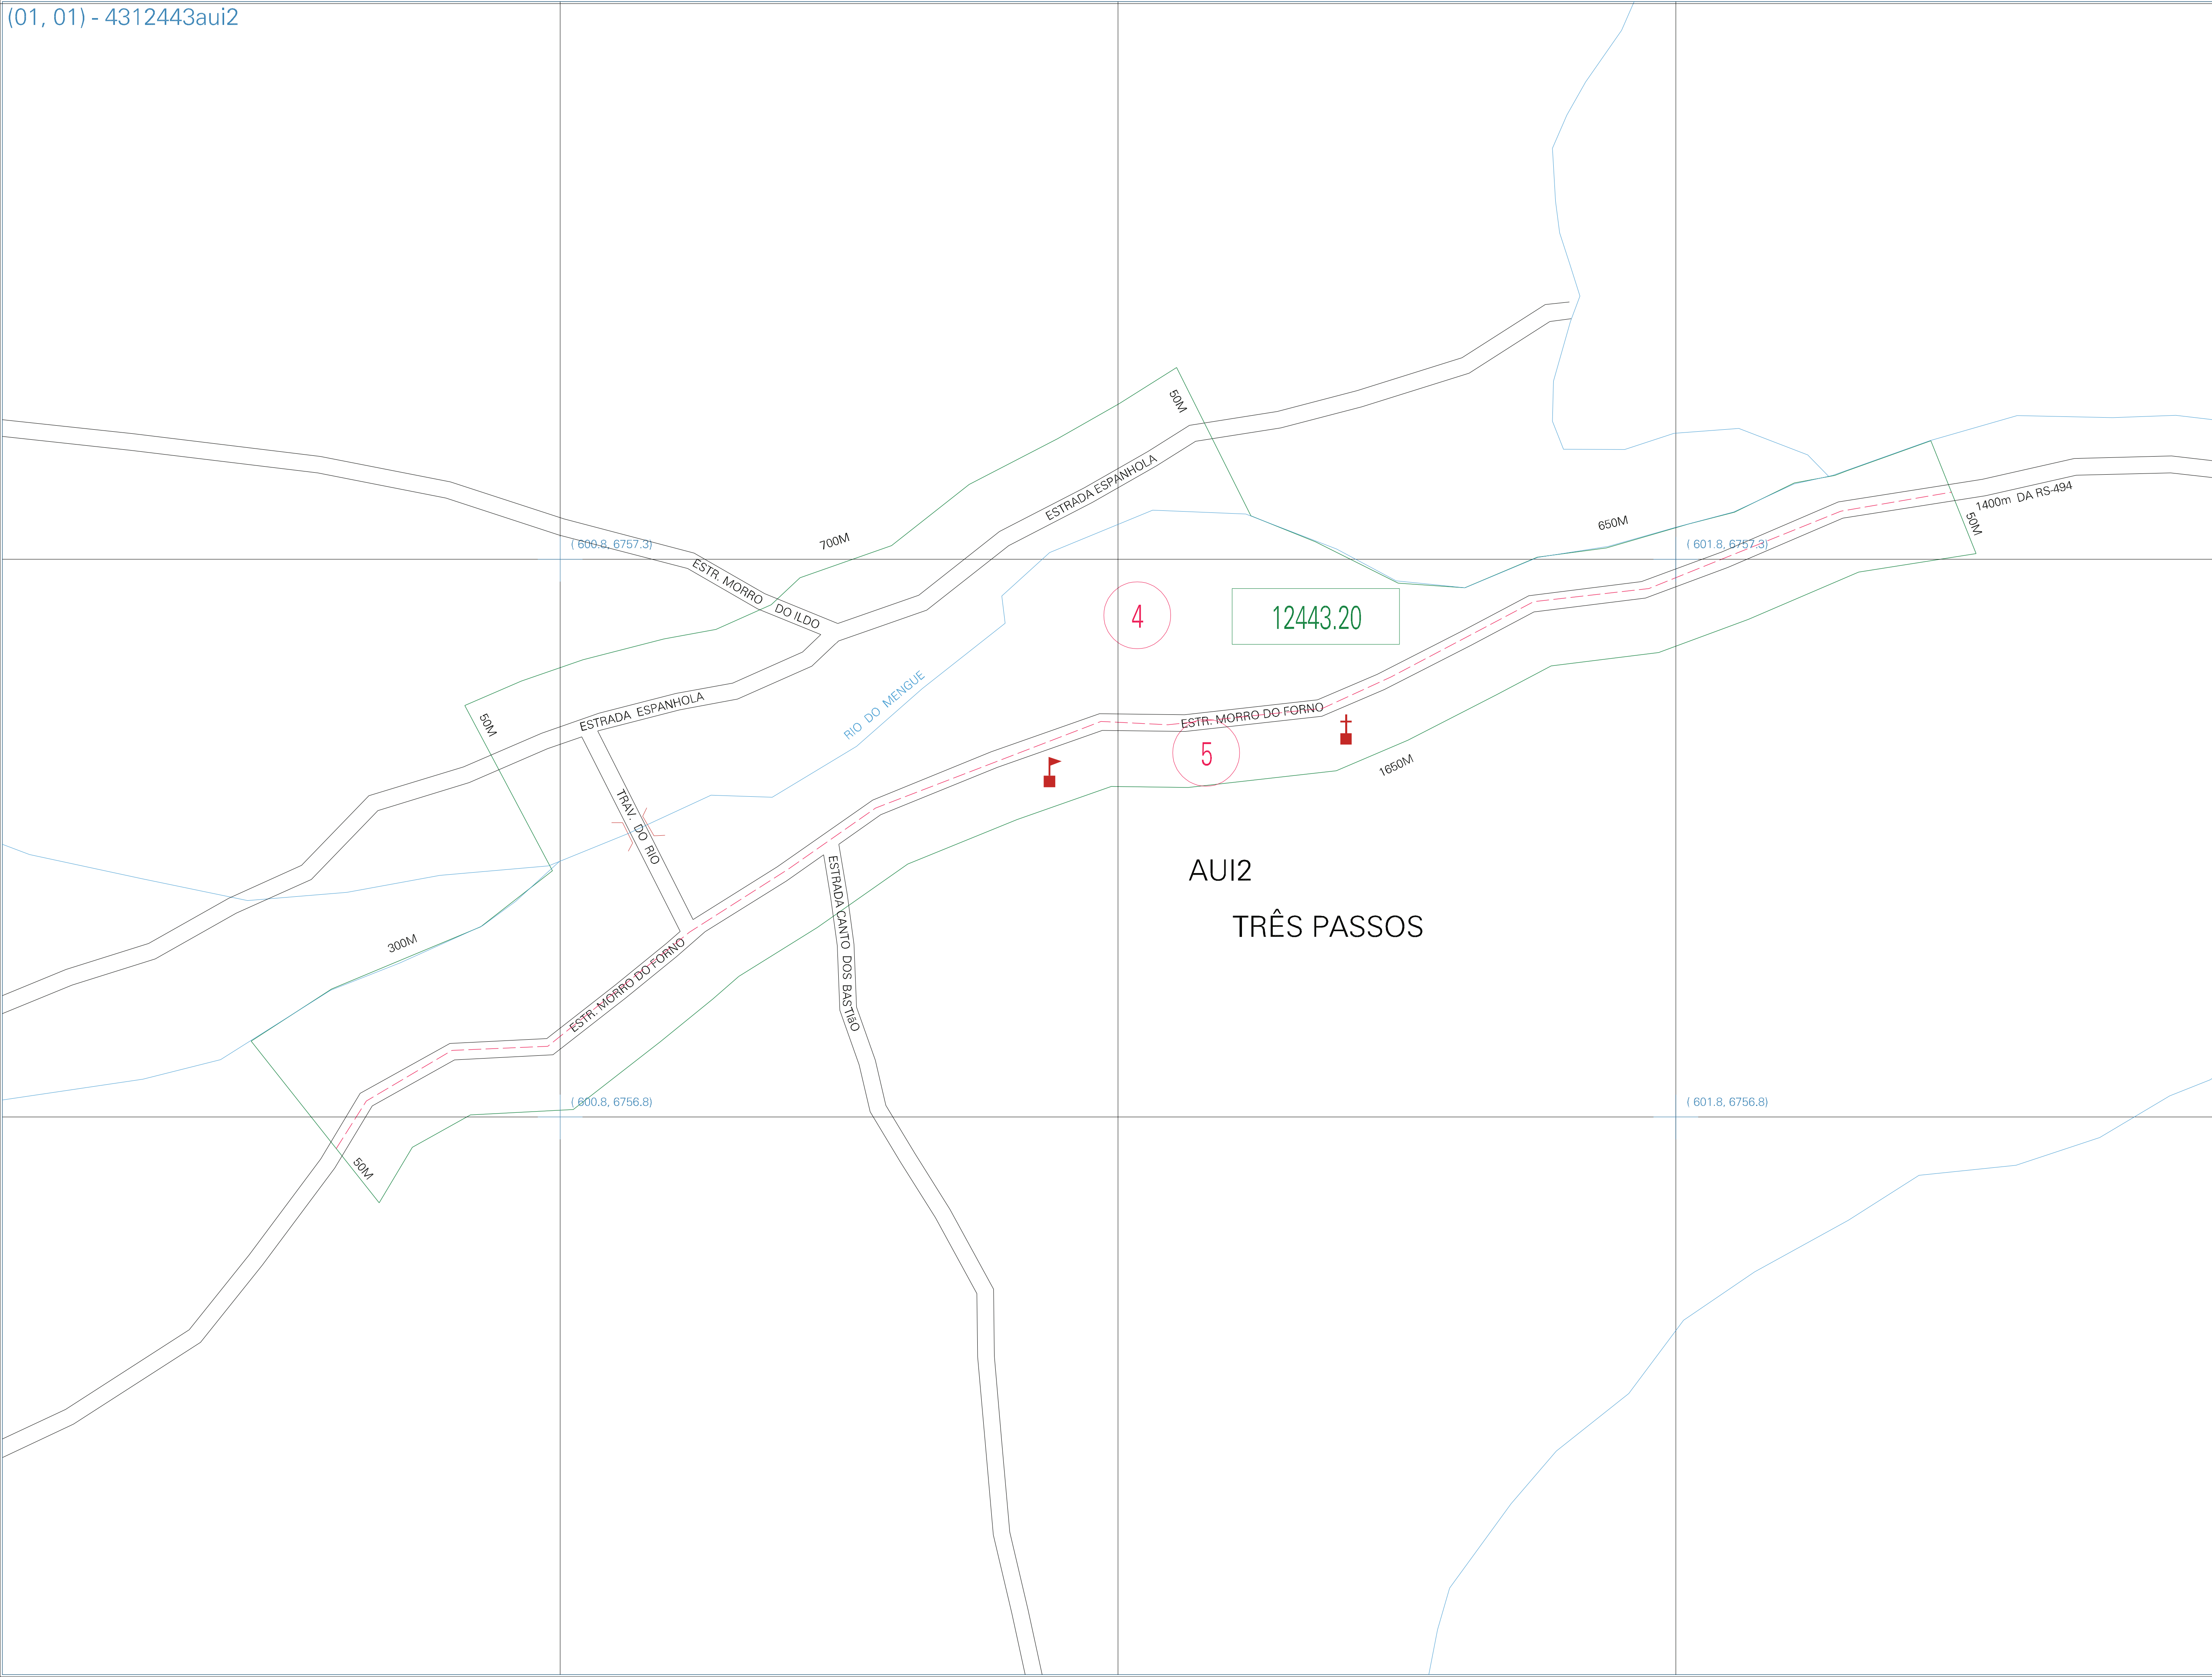 (01, 01) - 4312443aui2
50M
ESTRADA ESPANHOLA
1400m DA RS-494
50M
650M
700M
( 600.8, 6757.3)
( 601.8, 6757.3)
ESTR. MORRO DO ILDO
4
12443.20
RIO DO MENGUE
ESTRADA ESPANHOLA
50M
ESTR. MORRO DO FORNO
5
1650M
TRAV. DO RIO
AUI2
TRÊS PASSOS
ESTRADA CANTO DOS BASTIãO
300M
ESTR. MORRO DO FORNO
( 600.8, 6756.8)
( 601.8, 6756.8)
50M